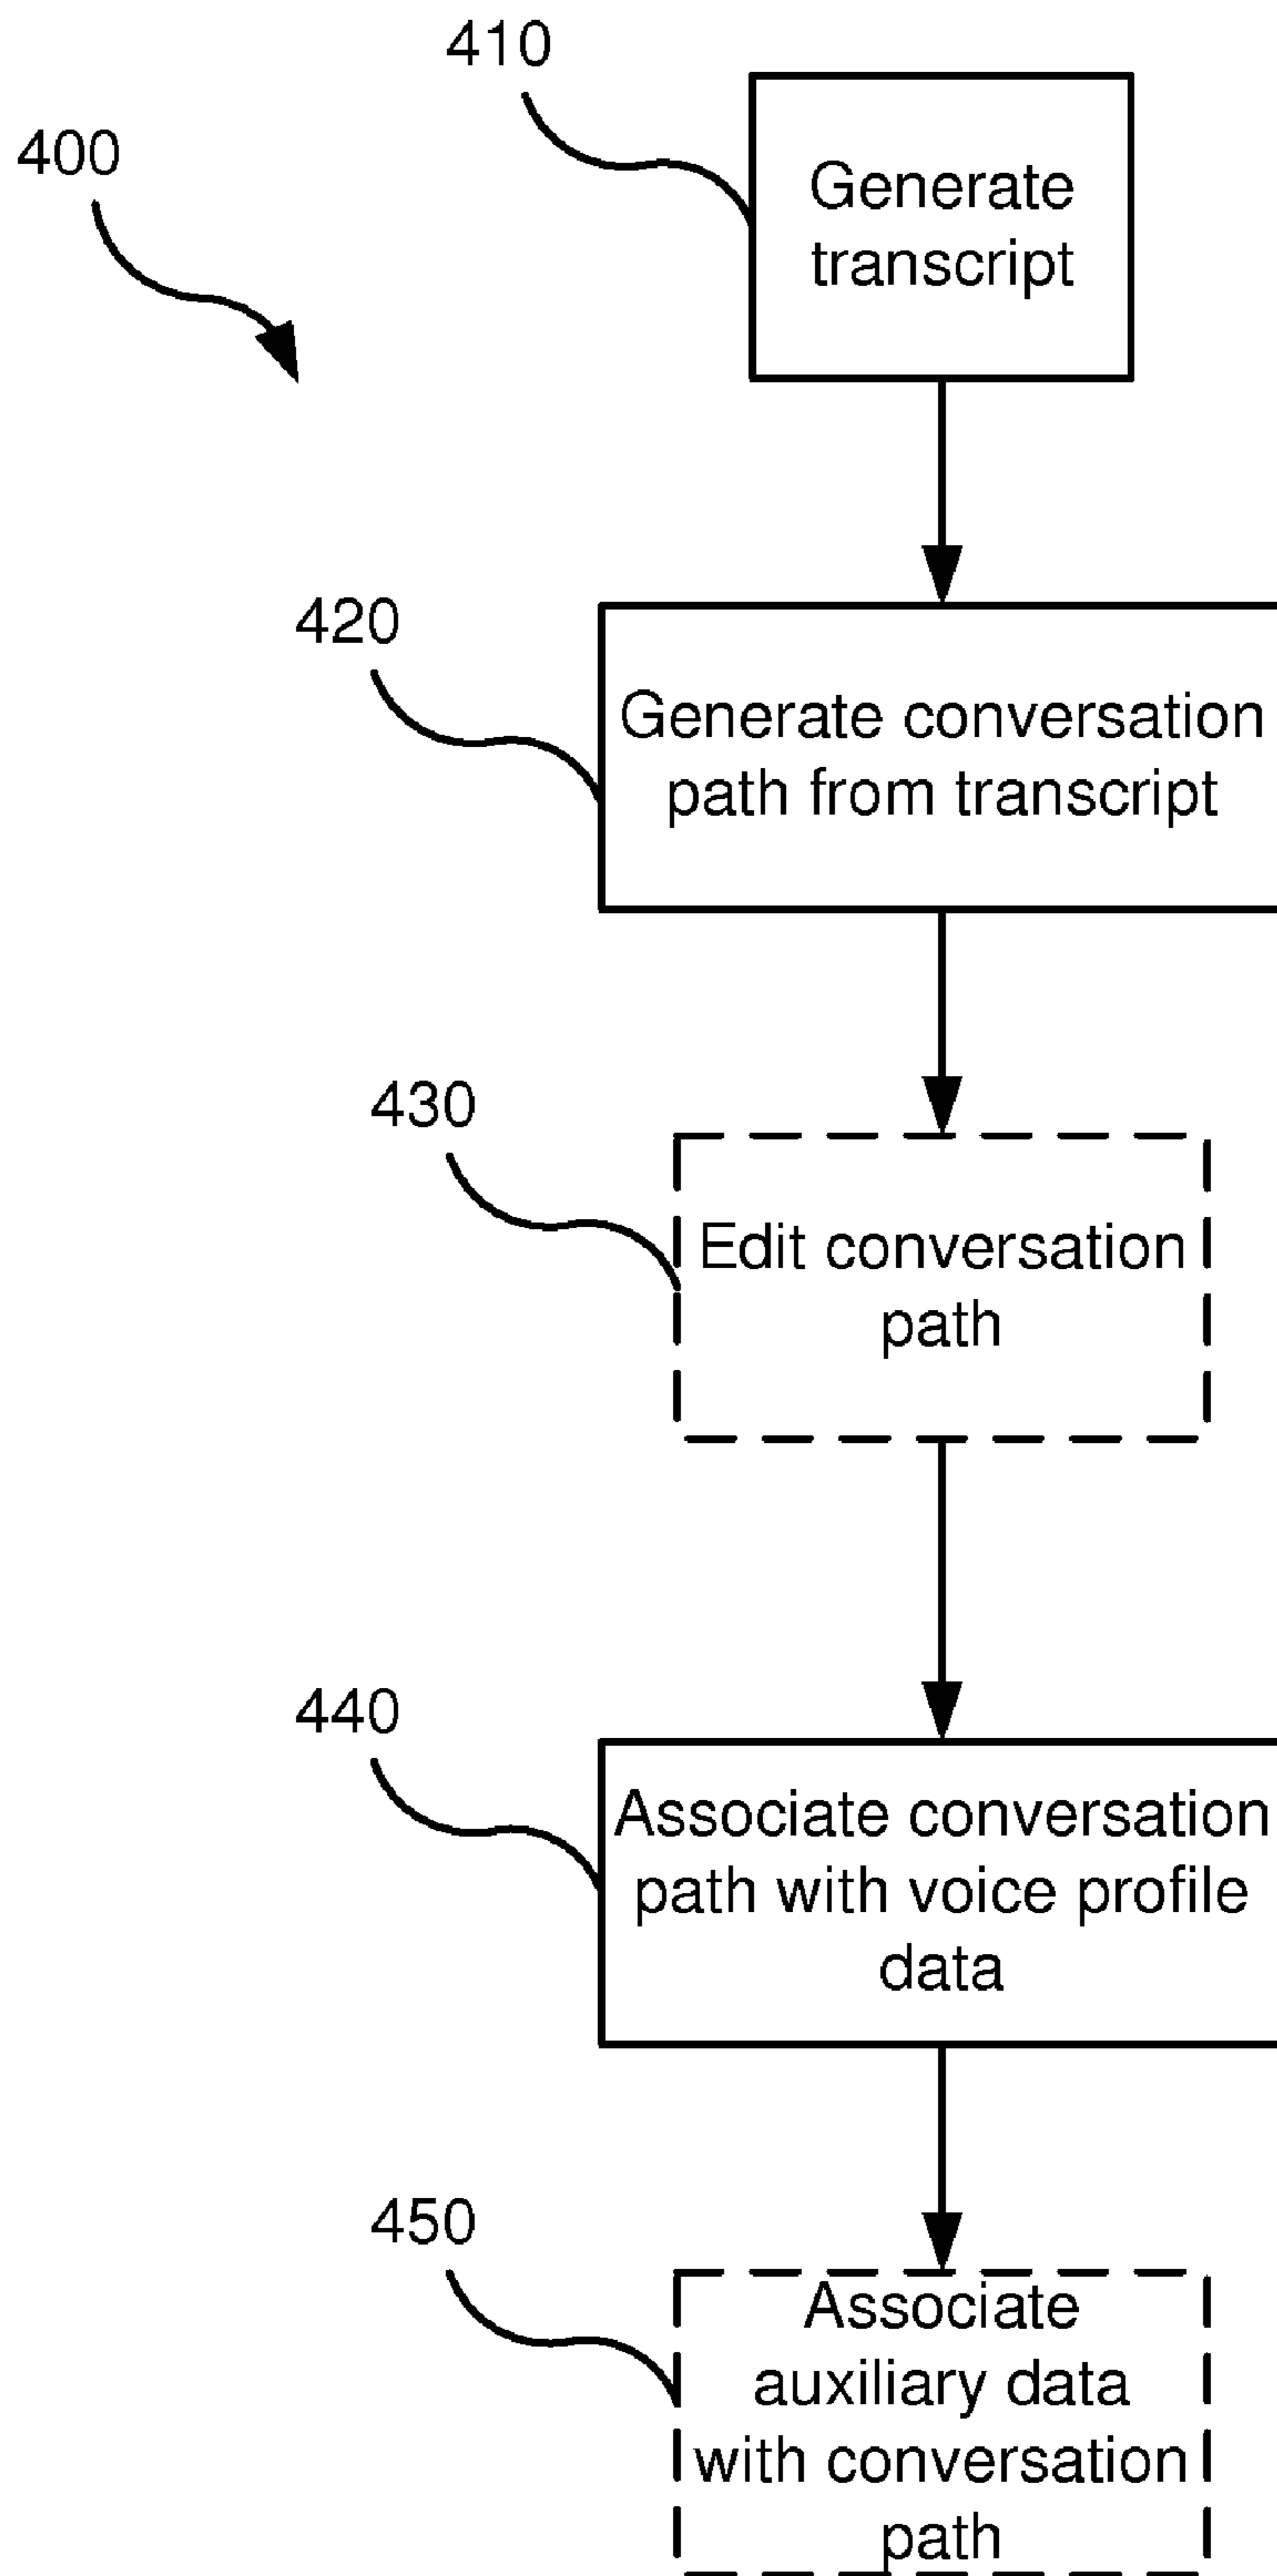 410
400
Generate
transcript
420
Generate conversation
path from transcript
430
Edit conversation
path
440
Associate conversation
path with voice profile
data
450
Associate
auxiliary data
with conversation
path